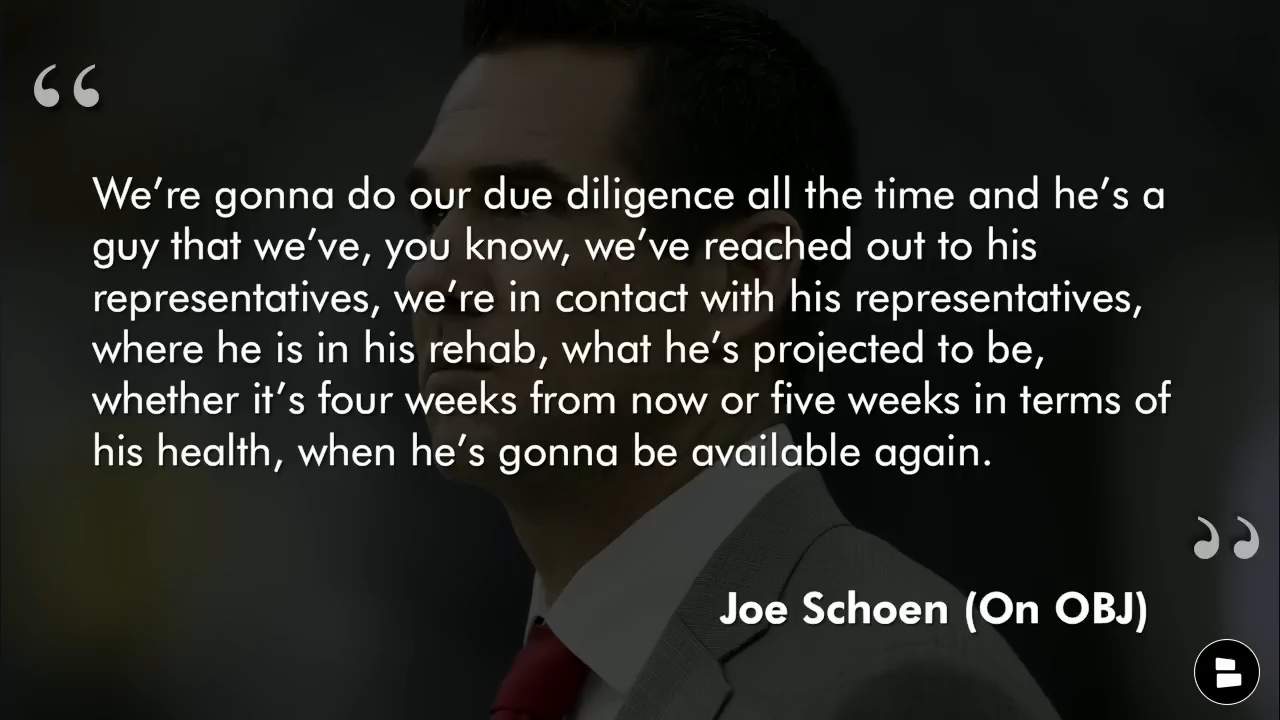 “
We’re gonna do our due diligence all the time and he’s a
guy that we’ve, you know, we’ve reached out to his
representatives, we’re in contact with his representatives,
where he is in his rehab, what he’s projected to be,
whether it’s four weeks from now or five weeks in terms of
his health, when he’s gonna be available again.
”
Joe Schoen (On OBJ)